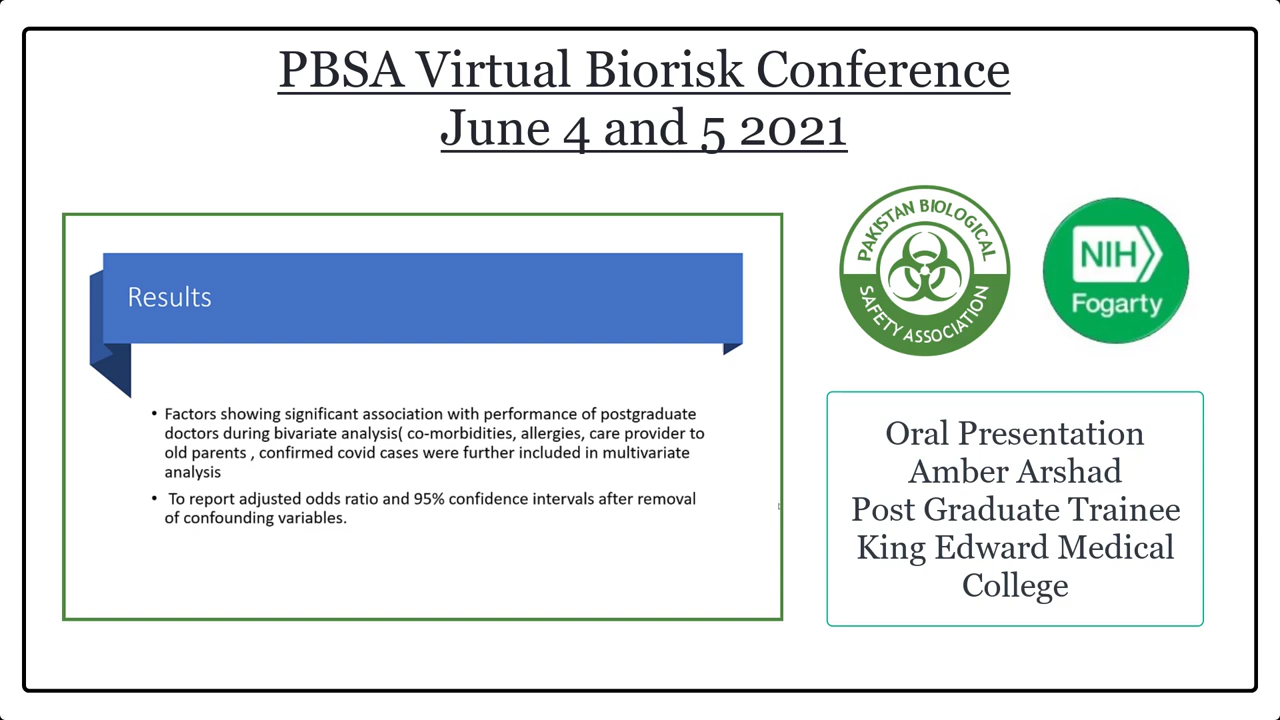 PBSA Virtual Biorisk Conference
June 4 and 5 2021
Results
• Factors showing significant association with performance of postgraduate
doctors during bivariate analysis( co-morbidities, allergies, care provider to
old parents , confirmed covid cases were further included in multivariate
analysis
• To report adjusted odds ratio and 95% confidence intervals after removal
of confounding variables.
PAKISTAN BIOLOGICAL
SAFETY ASSOCIATION
NIH
Fogarty
Oral Presentation
Amber Arshad
Post Graduate Trainee
King Edward Medical
College